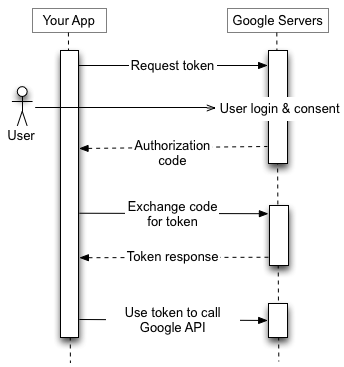 Your App
Google Servers
Request token
User login & consent
User
Authorization
code
Exchange code
for token
Token response
Use token to call
Google API